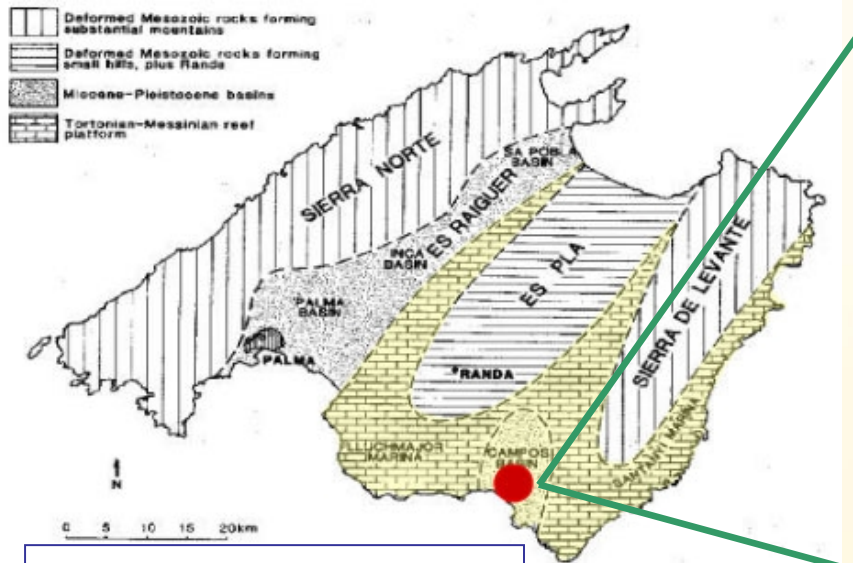 Deformed Mesozoic rocks forming
substantial mountains
Deformed Mesozoic rocks forming
small hills, plus Randa
Miocene-Pleistocene basins
Tortonian-Messinian reef
platform
SIERRA NORTE
SA POBLA
BASIN
ES RAIGUER
INCA
BASIN
PALMA
BASIN
ES PLA
SIERRA DE LEVANTE
PALMA
RANDA
LLUCHMAJOR
MARINA
CAMPOS
BASIN
SANTANYI MARINA
N
0 5 10 15 20km